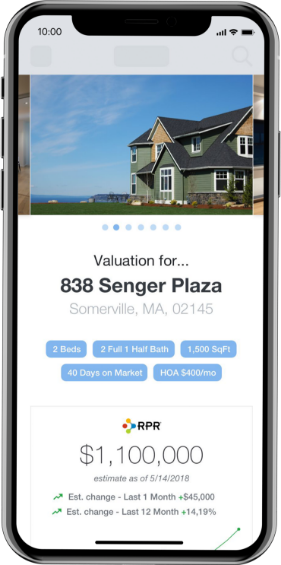 10:00
Valuation for...
838 Senger Plaza
Somerville, MA, 02145
2 Beds 2 Full 1 Half Bath 1,500 SqFt
40 Days on Market HOA $400/mo
RPR
$1,100,000
estimate as of 5/14/2018
Est. change - Last 1 Month +$45,000
Est. change - Last 12 Month +14,19%